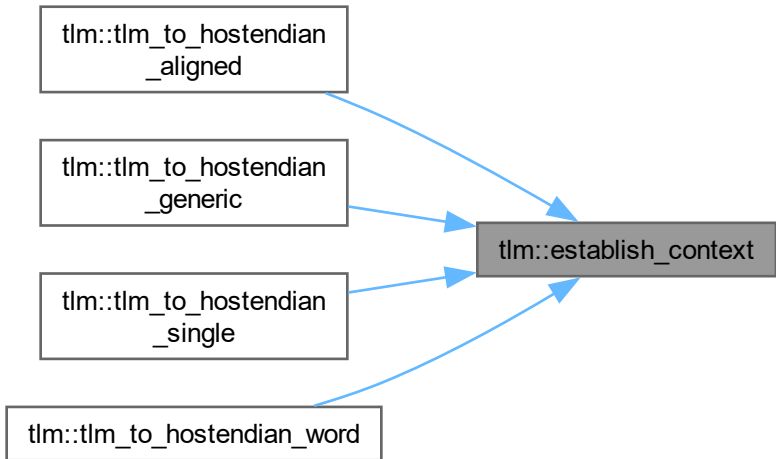 tlm::tlm_to_hostendian
_aligned
tlm::tlm_to_hostendian
_generic
tlm::establish_context
tlm::tlm_to_hostendian
_single
tlm::tlm_to_hostendian_word